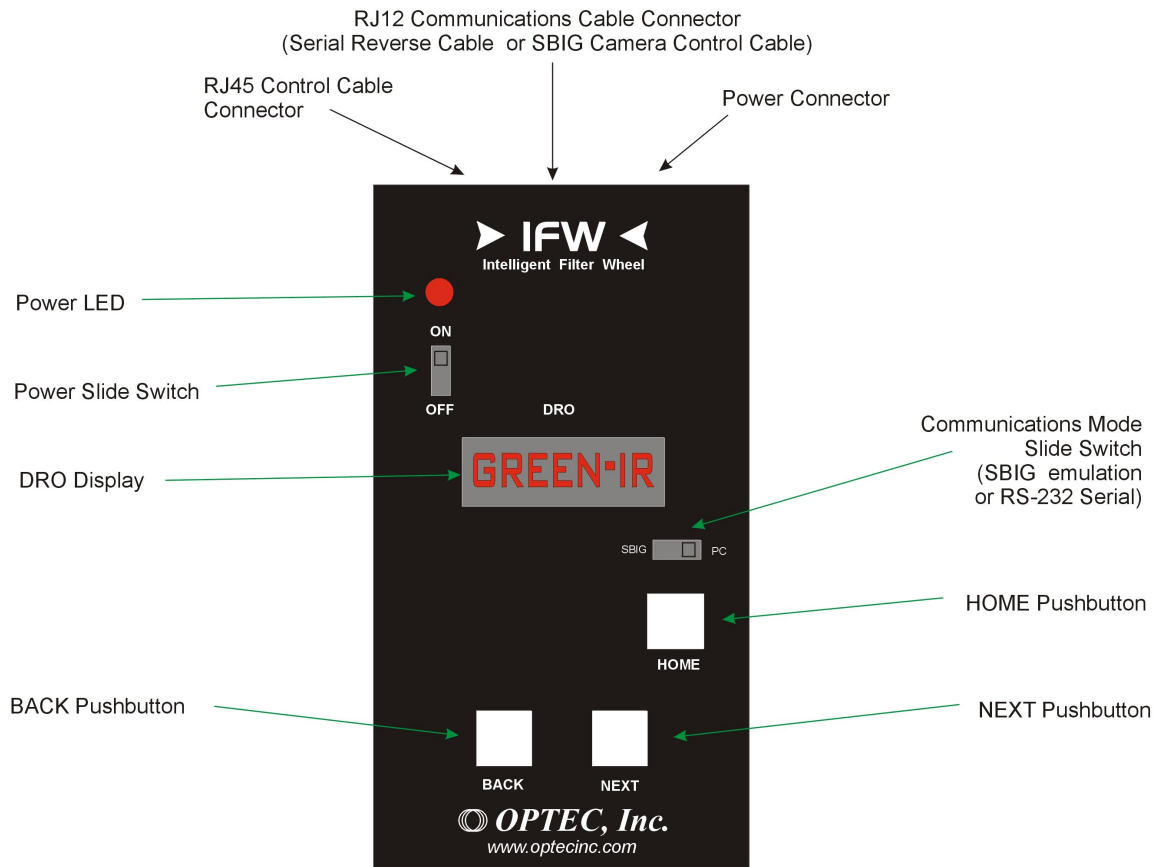 RJ12 Communications Cable Connector
(Serial Reverse Cable or SBIG Camera Control Cable)
RJ45 Control Cable
Connector
Power Connector
IFW
Intelligent Filter Wheel
Power LED
ON
Power Slide Switch
OFF
DRO
Communications Mode
Slide Switch
(SBIG emulation
or RS-232 Serial)
DRO Display
GREEN-IR
SBIG
PC
HOME Pushbutton
HOME
BACK Pushbutton
NEXT Pushbutton
BACK
NEXT
OPTEC, Inc.
www.optecinc.com